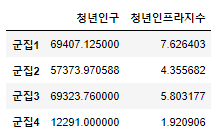 청년인구 청년인프라지수
군집1 69407.125000 7.626403
군집2 57373.970588 4.355682
군집3 69323.760000 5.803177
군집4 12291.000000 1.920906